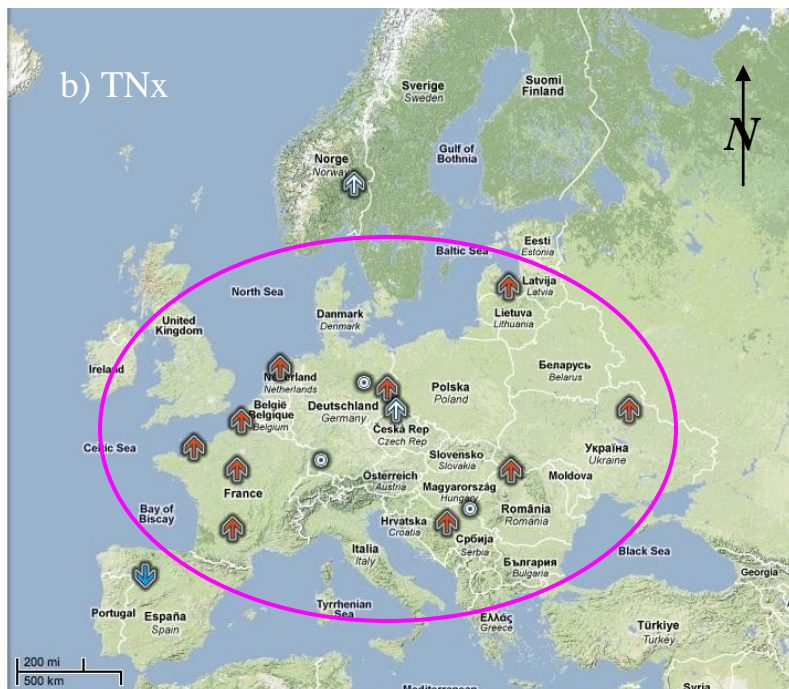 b) TNx
N
Sverige
Sweden
Suomi
Finland
Gulf of
Bothnia
Norge
Norway
Eesti
Estonia
Baltic Sea
Latvija
Latvia
North Sea
Danmark
Denmark
Lietuva
Lithuania
United
Kingdom
Ireland
Беларусь
Belarus
Nederland
Netherlands
Polska
Poland
Deutschland
Germany
België
Belgique
Belgium
Česká Rep
Czech Rep
Celtic Sea
Україна
Ukraine
Slovensko
Slovakia
Österreich
Austria
Magyarország
Hungary
Moldova
France
Bay of
Biscay
România
Romania
Hrvatska
Croatia
Србија
Serbia
Italia
Italy
България
Bulgaria
Black Sea
Georgia
Portugal
España
Spain
Tyrrhenian
Sea
Ελλάς
Greece
Türkiye
Turkey
200 mi
500 km
Mediterranean
Syria